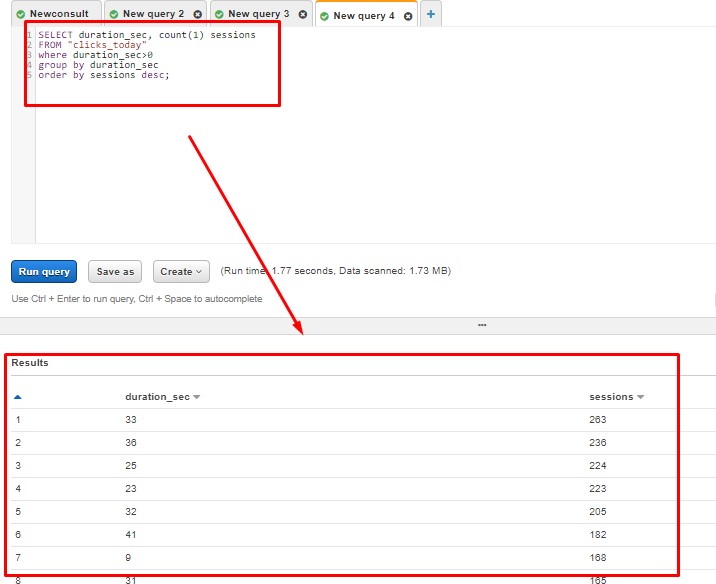 Newconsult New query 2 New query 3 New query 4 +
1 SELECT duration_sec, count(1) sessions
2 FROM "clicks_today"
3 where duration_sec>0
4 group by duration_sec
5 order by sessions desc;
Run query Save as Create (Run time: 1.77 seconds, Data scanned: 1.73 MB)
Use Ctrl + Enter to run query, Ctrl + Space to autocomplete
Results
duration_sec sessions
1 33 263
2 36 236
3 25 224
4 23 223
5 32 205
6 41 182
7 9 168
8 31 165